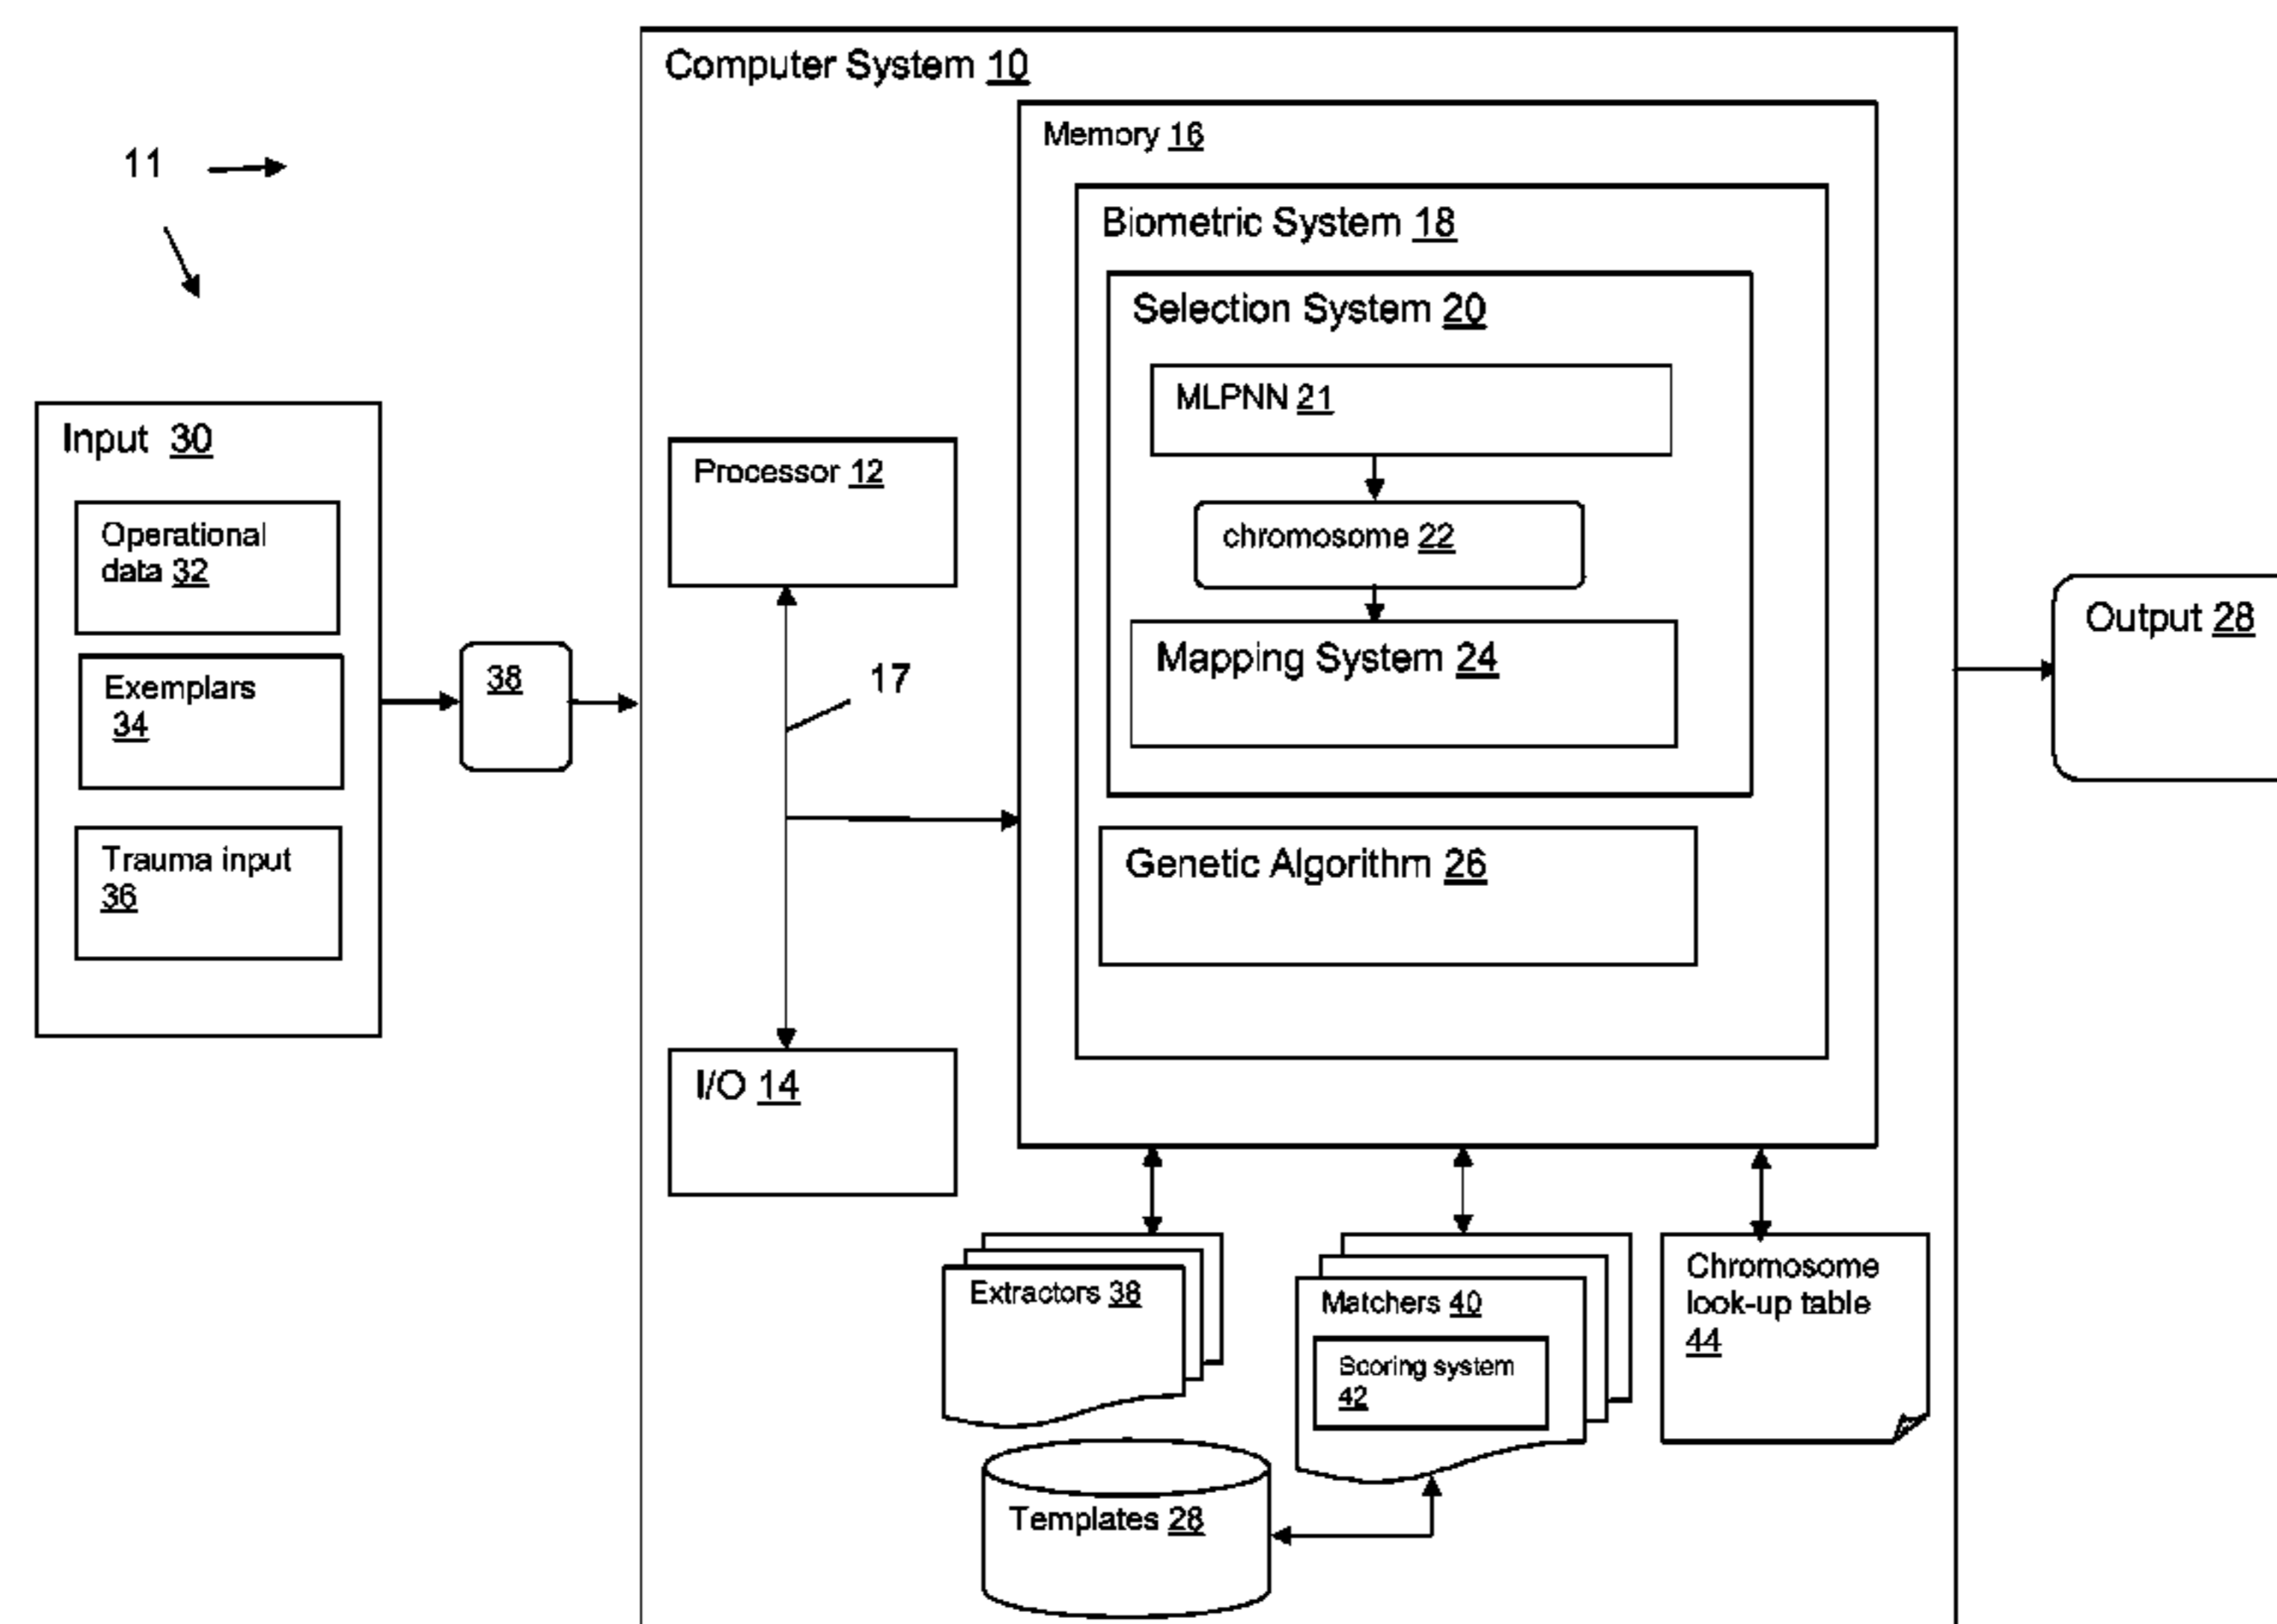 Computer System 10
Memory 16
11
Biometric System 18
Selection System 20
MLPNN 21
Input 30
Processor 12
Operational
data 32
chromosome 22
Output 28
Exemplars
34
38
17
Mapping System 24
Trauma input
36
Genetic Algorithm 26
I/O 14
Extractors 38
Matchers 40
Scoring system
42
Chromosome
look-up table
44
Templates 28